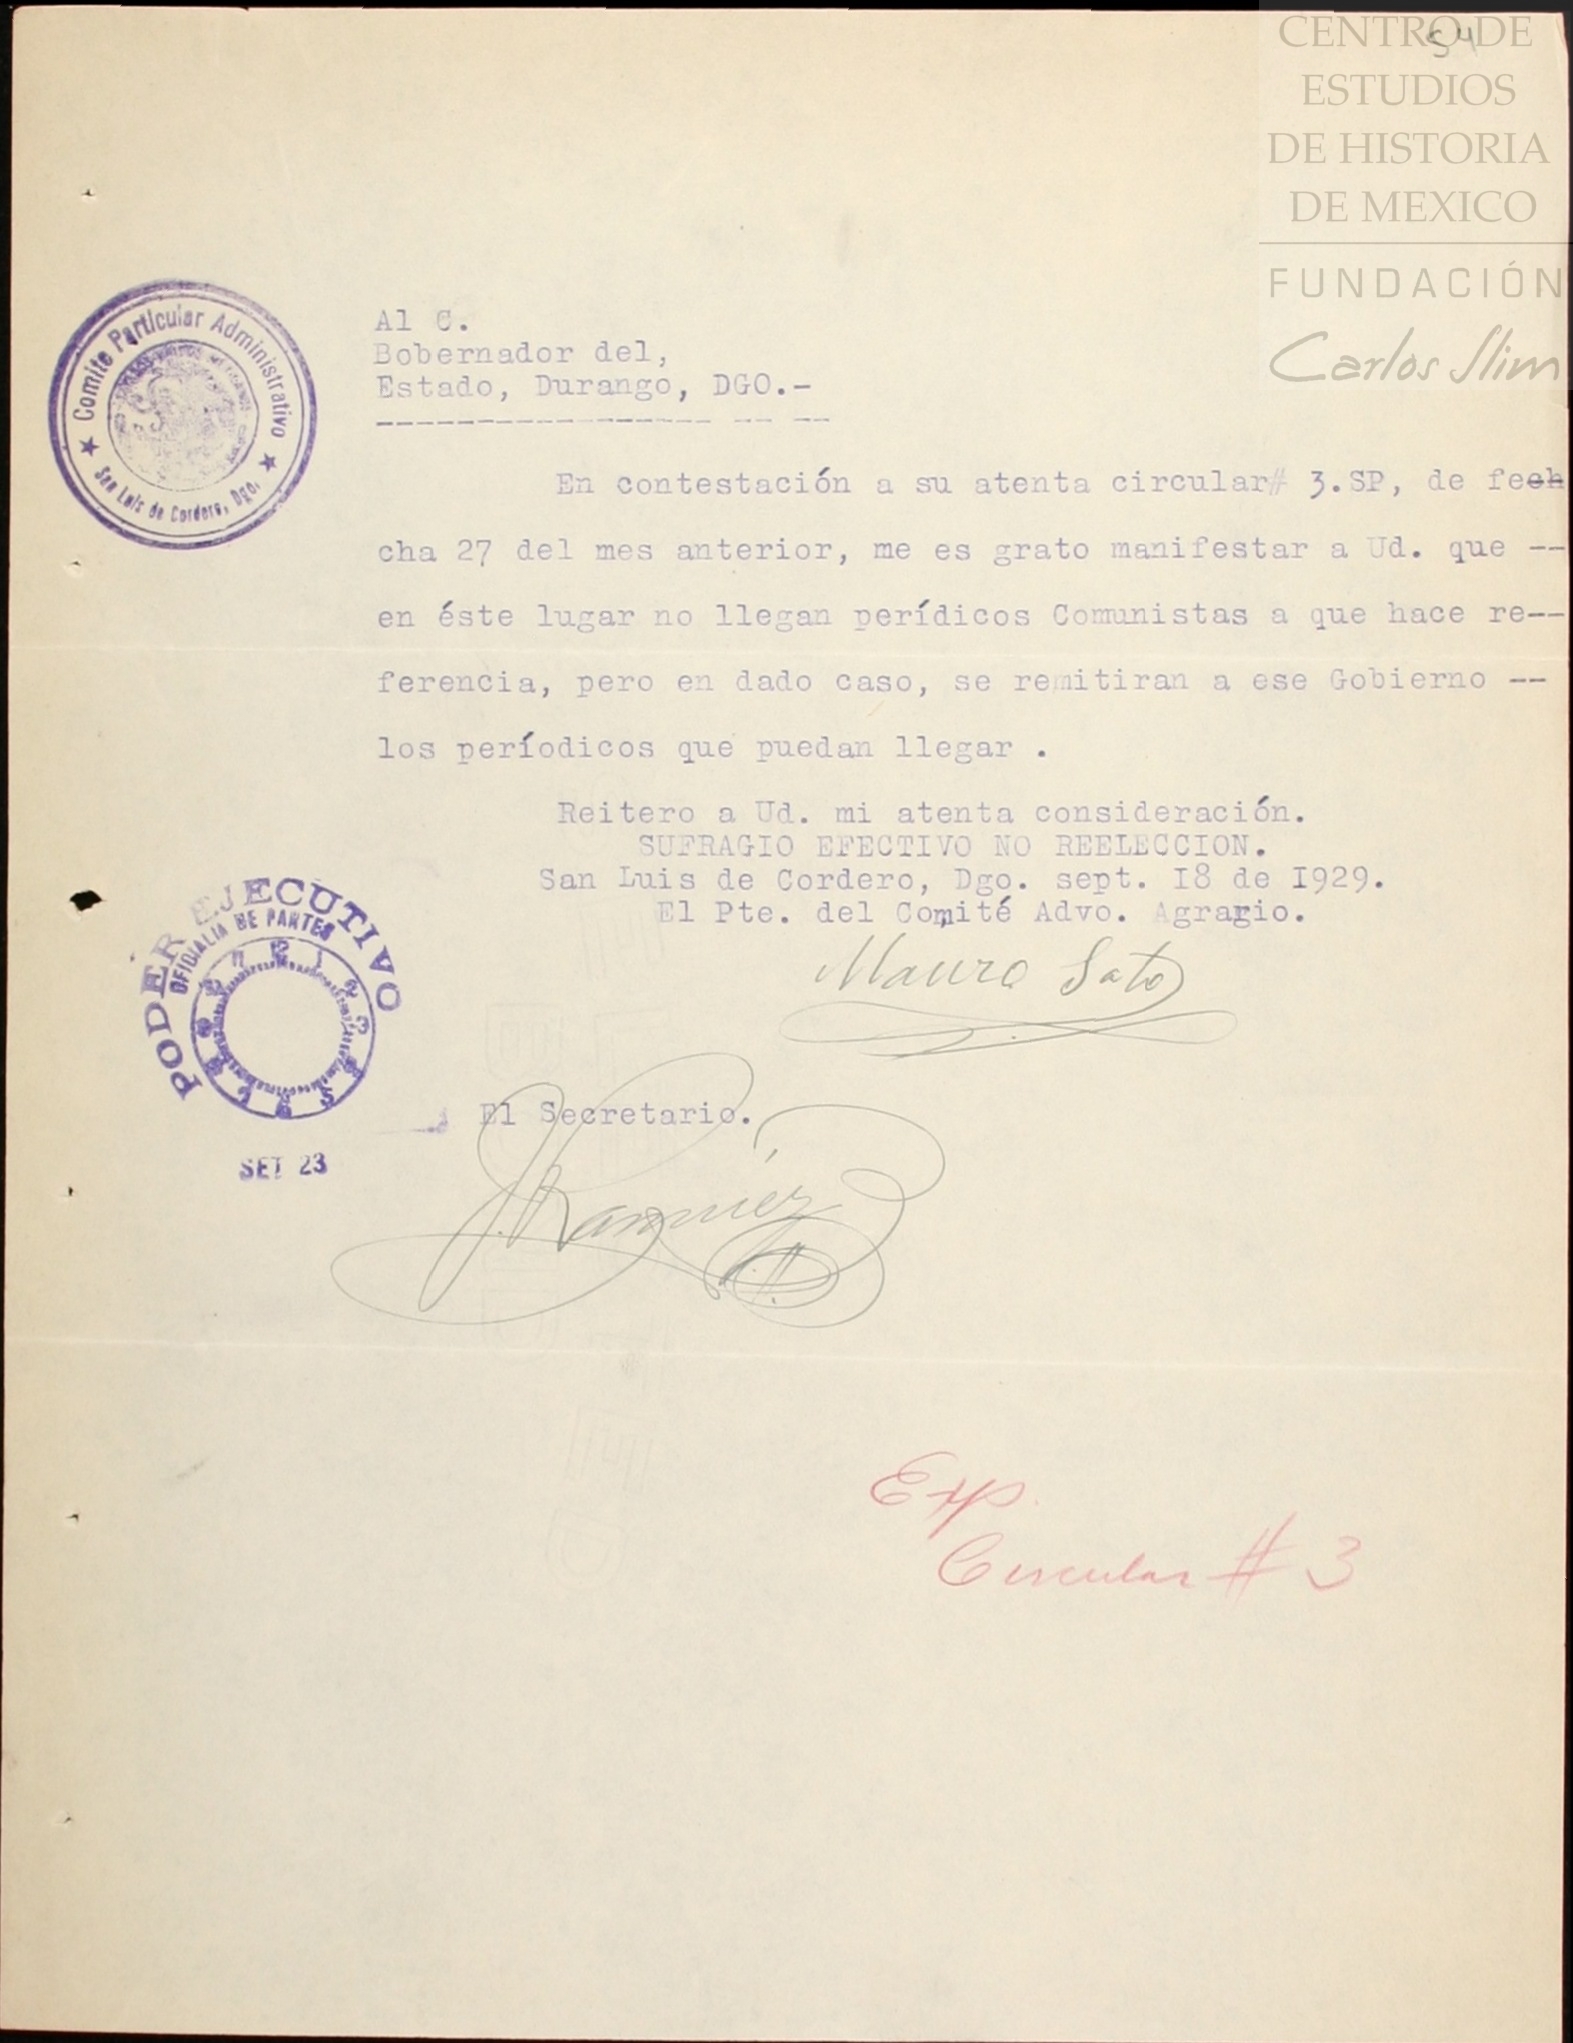 54
CENTRO DE
ESTUDIOS
DE HISTORIA
DE MEXICO
FUNDACIÓN
Carlos Slim
Comite Particular Administrativo
San Luis de Cordero, Dgo.
Al C.
Bobernador del,
Estado, Durango, DGO.-
----------------- -- --
En contestación a su atenta circular# 3.SP, de fech
cha 27 del mes anterior, me es grato manifestar a Ud. que --
en éste lugar no llegan perídicos Comunistas a que hace re--
ferencia, pero en dado caso, se remitiran a ese Gobierno --
los períodicos que puedan llegar .
Reitero a Ud. mi atenta consideración.
SUFRAGIO EFECTIVO NO REELECCION.
San Luis de Cordero, Dgo. sept. I8 de I929.
El Pte. del Comité Advo. Agrario.
Mauro Soto
PODER EJECUTIVO
OFICIALIA DE PARTES
SET 23
El Secretario.
J. Ramírez
Exp.
Circular # 3